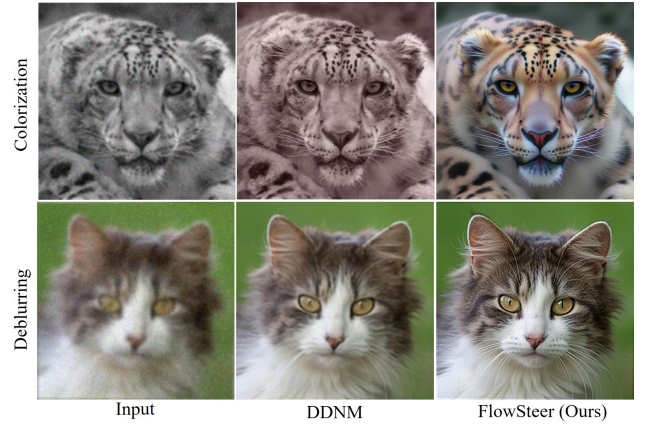 Colorization
Deblurring
Input
DDNM
FlowSteer (Ours)